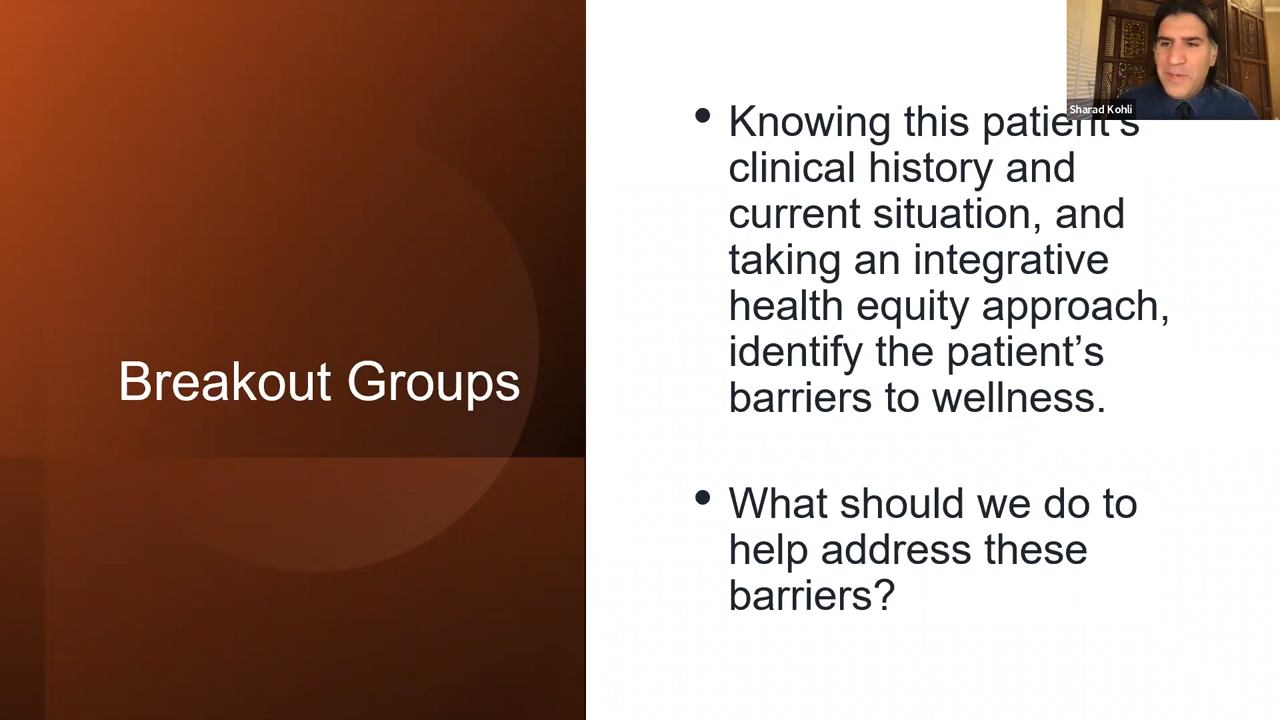 Sharad Kohli
Breakout Groups
• Knowing this patient's
clinical history and
current situation, and
taking an integrative
health equity approach,
identify the patient’s
barriers to wellness.
• What should we do to
help address these
barriers?